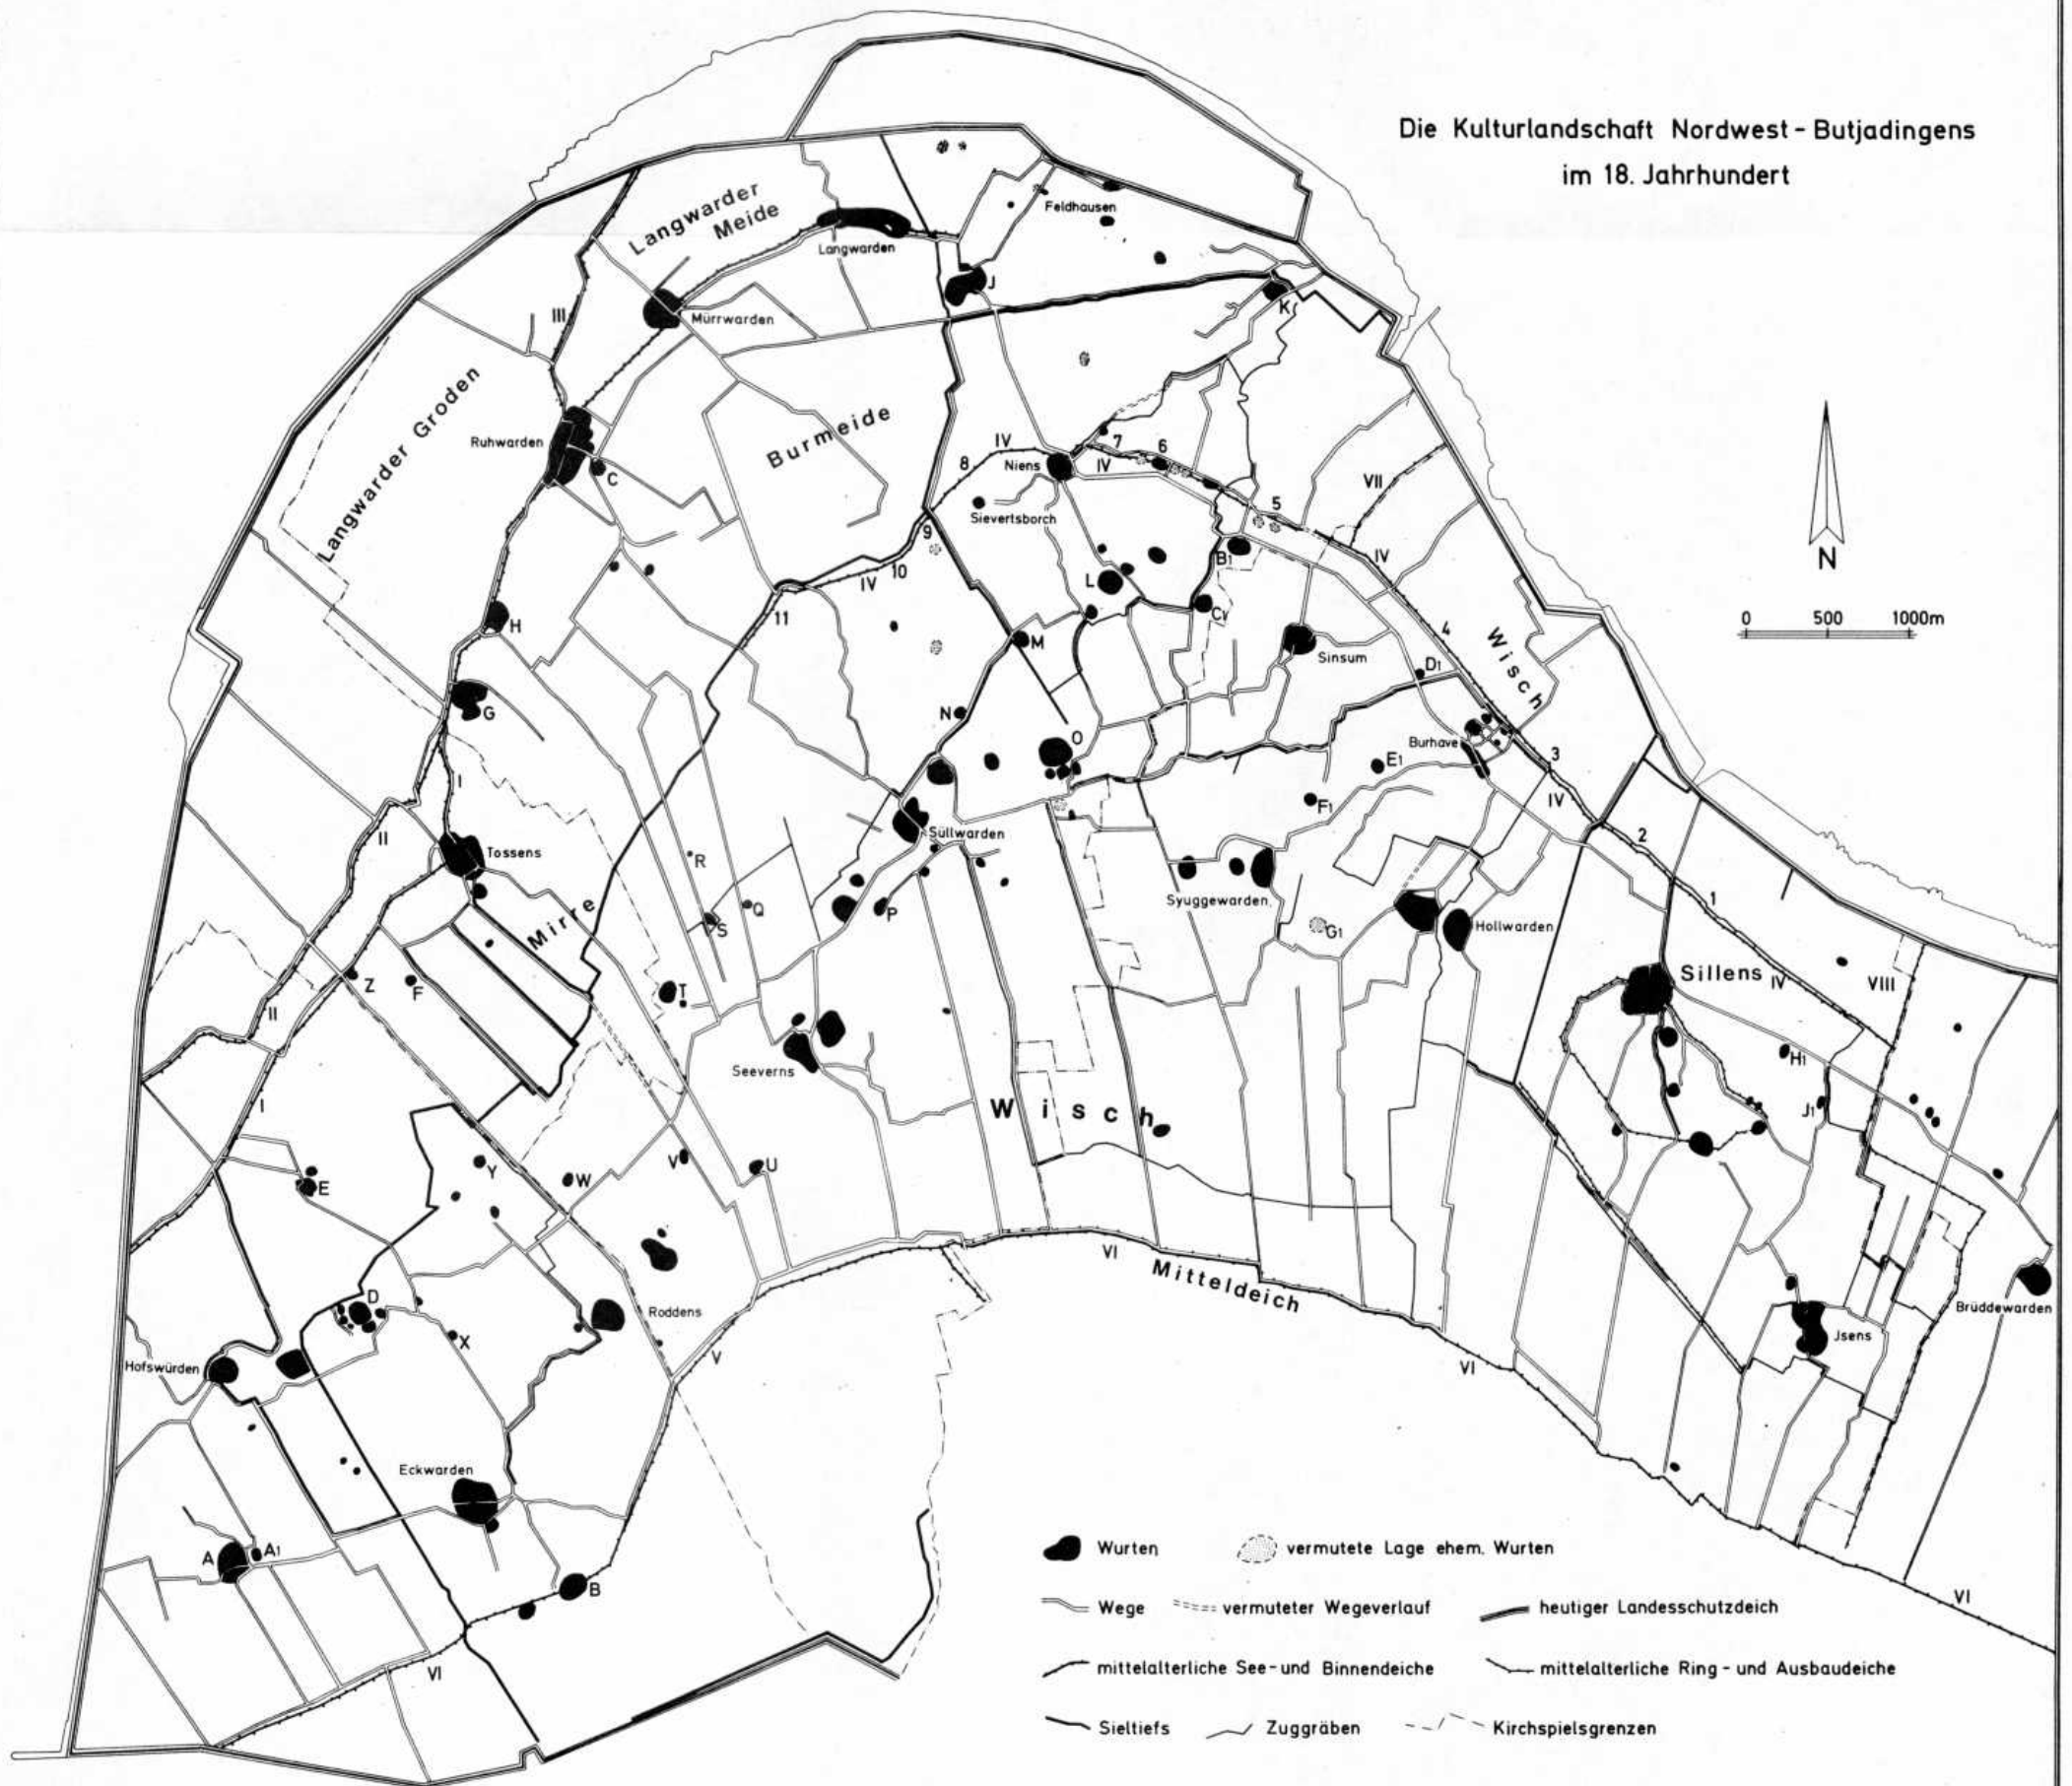 Die Kulturlandschaft Nordwest - Butjadingens
im 18. Jahrhundert
Langwarder
Meide
Feldhausen
Langwarden
J
K
III
Mürrwarden
Langwarder Groden
Burmeide
Ruhwarden
C
IV
8
Niens
7
6
IV
VII
Sievertsborch
5
9
B1
IV
IV
10
L
11
C1
H
M
4
Wisch
Sinsum
D1
G
N
O
Burhave
3
E1
I
IV
F1
II
Süllwarden
2
Tossens
R
Syuggewarden
1
Mirre
Q
P
S
G1
Hollwarden
Z
F
T
Sillens
IV
VIII
II
Seeverns
H1
I
Wisch
J1
Y
V
U
W
E
VI
Mitteldeich
D
Roddens
Brüddewarden
X
Jsens
Hofswürden
V
VI
Eckwarden
A
A1
B
VI
VI
N
0 500 1000m
Wurten
vermutete Lage ehem. Wurten
Wege
vermuteter Wegeverlauf
heutiger Landesschutzdeich
mittelalterliche See- und Binnendeiche
mittelalterliche Ring - und Ausbaudeiche
Sieltiefs
Zuggräben
Kirchspielsgrenzen